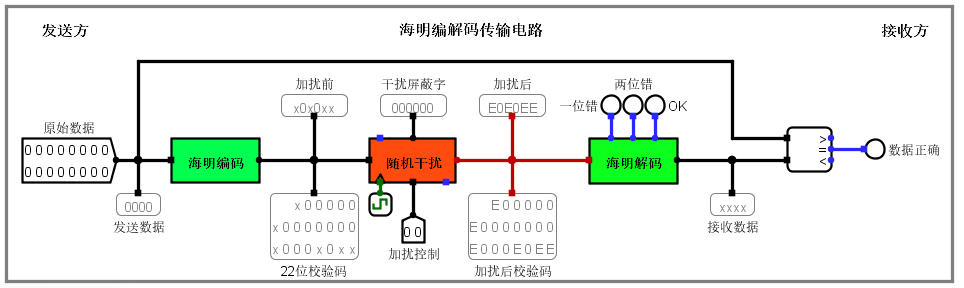 发送方
海明编解码传输电路
接收方
加扰前
x0x0xx
干扰屏蔽字
000000
加扰后
E0E0EE
两位错
一位错
OK
原始数据
00000000
00000000
海明编码
随机干扰
海明解码
>
=
<
数据正确
0000
发送数据
x00000
x0000000
x000x0xx
22位校验码
00
加扰控制
E00000
E0000000
E000E0EE
加扰后校验码
xxxx
接收数据